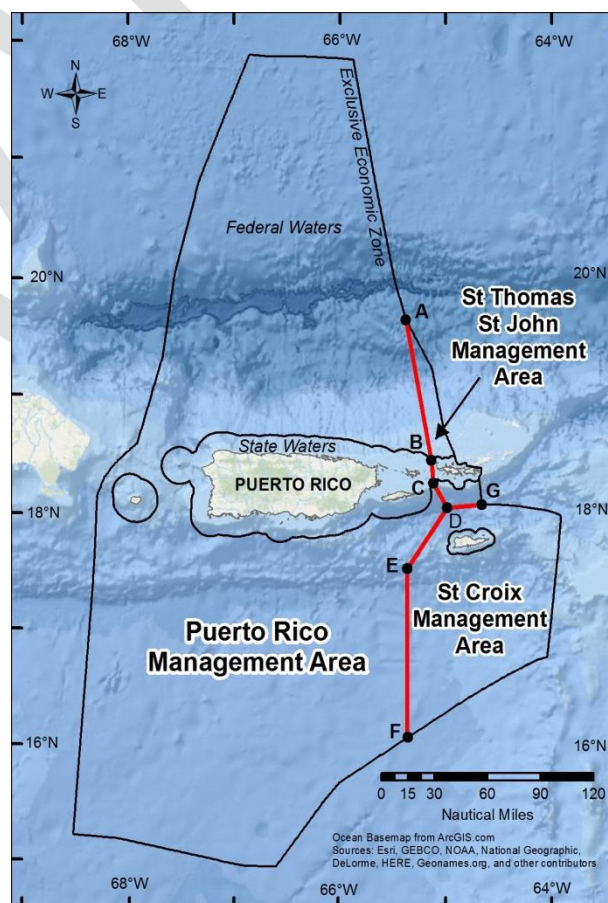 68°W 66°W 64°W
N
W E
S
Exclusive Economic Zone
Federal Waters
20°N 20°N
A
St Thomas
St John
Management
Area
B
State Waters
PUERTO RICO
C
G
18°N 18°N
D
E
St Croix
Management
Area
Puerto Rico
Management Area
F
16°N 16°N
0 15 30 60 90 120
Nautical Miles
Ocean Basemap from ArcGIS.com
Sources: Esri, GEBCO, NOAA, National Geographic,
DeLorme, HERE, Geonames.org, and other contributors
68°W 66°W 64°W